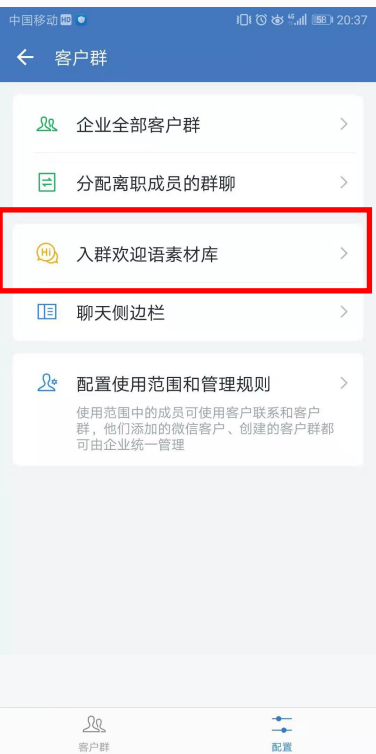 中国移动 HD 4G 58 20:37
客户群
企业全部客户群
分配离职成员的群聊
Hi 入群欢迎语素材库
聊天侧边栏
配置使用范围和管理规则
使用范围中的成员可使用客户联系和客户
群，他们添加的微信客户、创建的客户群都
可由企业统一管理
客户群 配置